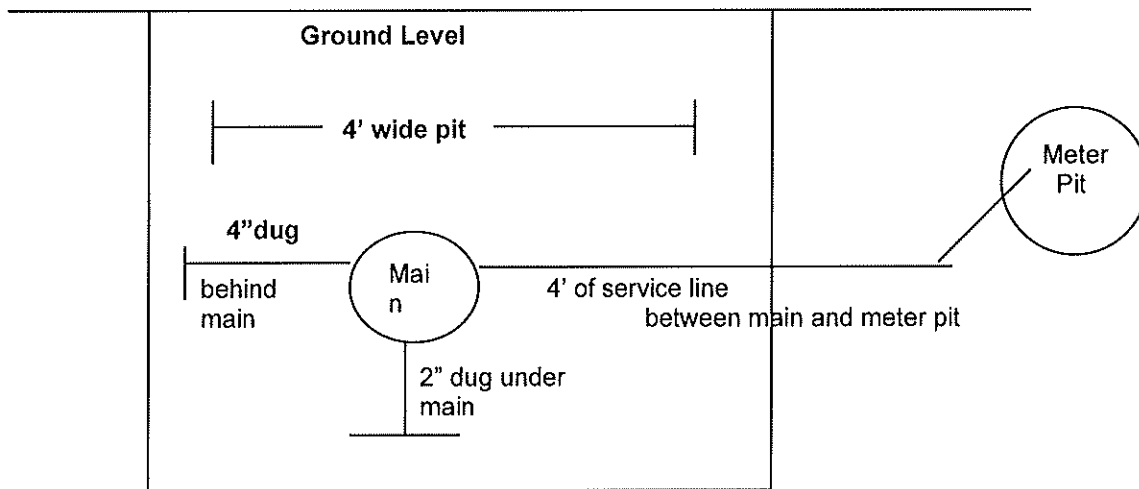 Ground Level
4' wide pit
Meter
Pit
4”dug
behind
main
Mai
n
4' of service line
between main and meter pit
2” dug under
main